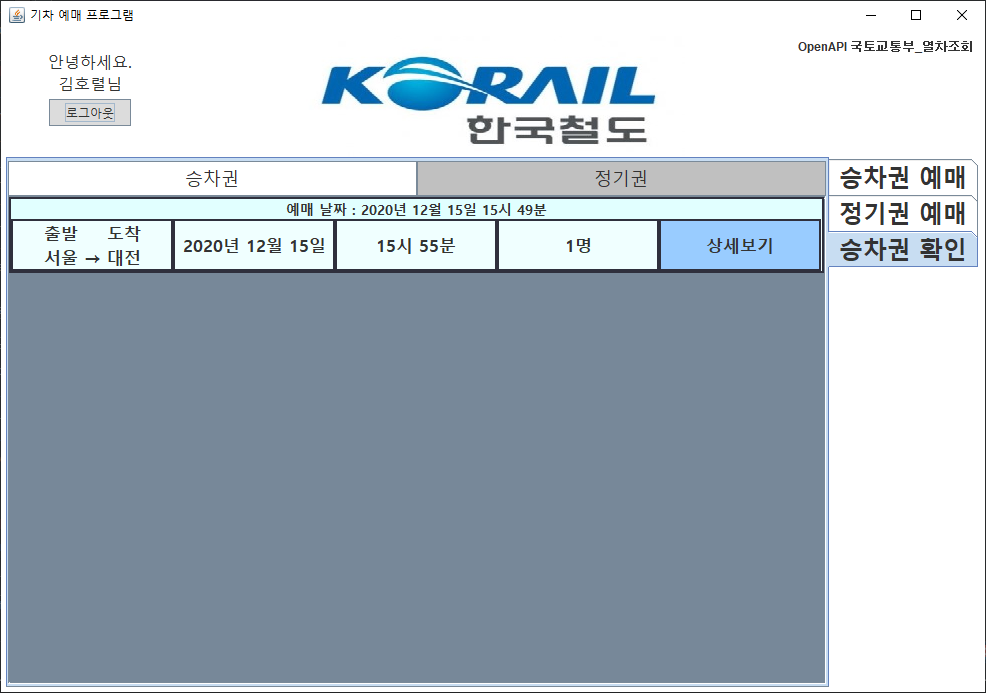 기차 예매 프로그램
OpenAPI 국토교통부_열차조회
안녕하세요.
김호렬님
로그아웃
KORAIL
한국철도
승차권 정기권
예매 날짜 : 2020년 12월 15일 15시 49분
출발 도착
서울 → 대전
2020년 12월 15일
15시 55분
1명
상세보기
승차권 예매
정기권 예매
승차권 확인